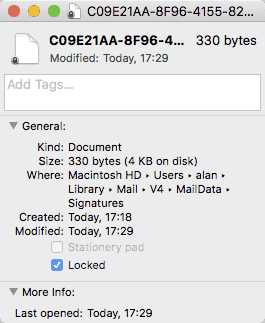 C09E21AA-8F96-4155-82...
C09E21AA-8F96-4... 330 bytes
Modified: Today, 17:29
Add Tags...
General:
Kind: Document
Size: 330 bytes (4 KB on disk)
Where: Macintosh HD ▸ Users ▸ alan ▸
Library ▸ Mail ▸ V4 ▸ MailData ▸
Signatures
Created: Today, 17:18
Modified: Today, 17:29
Stationery pad
Locked
More Info:
Last opened: Today, 17:29